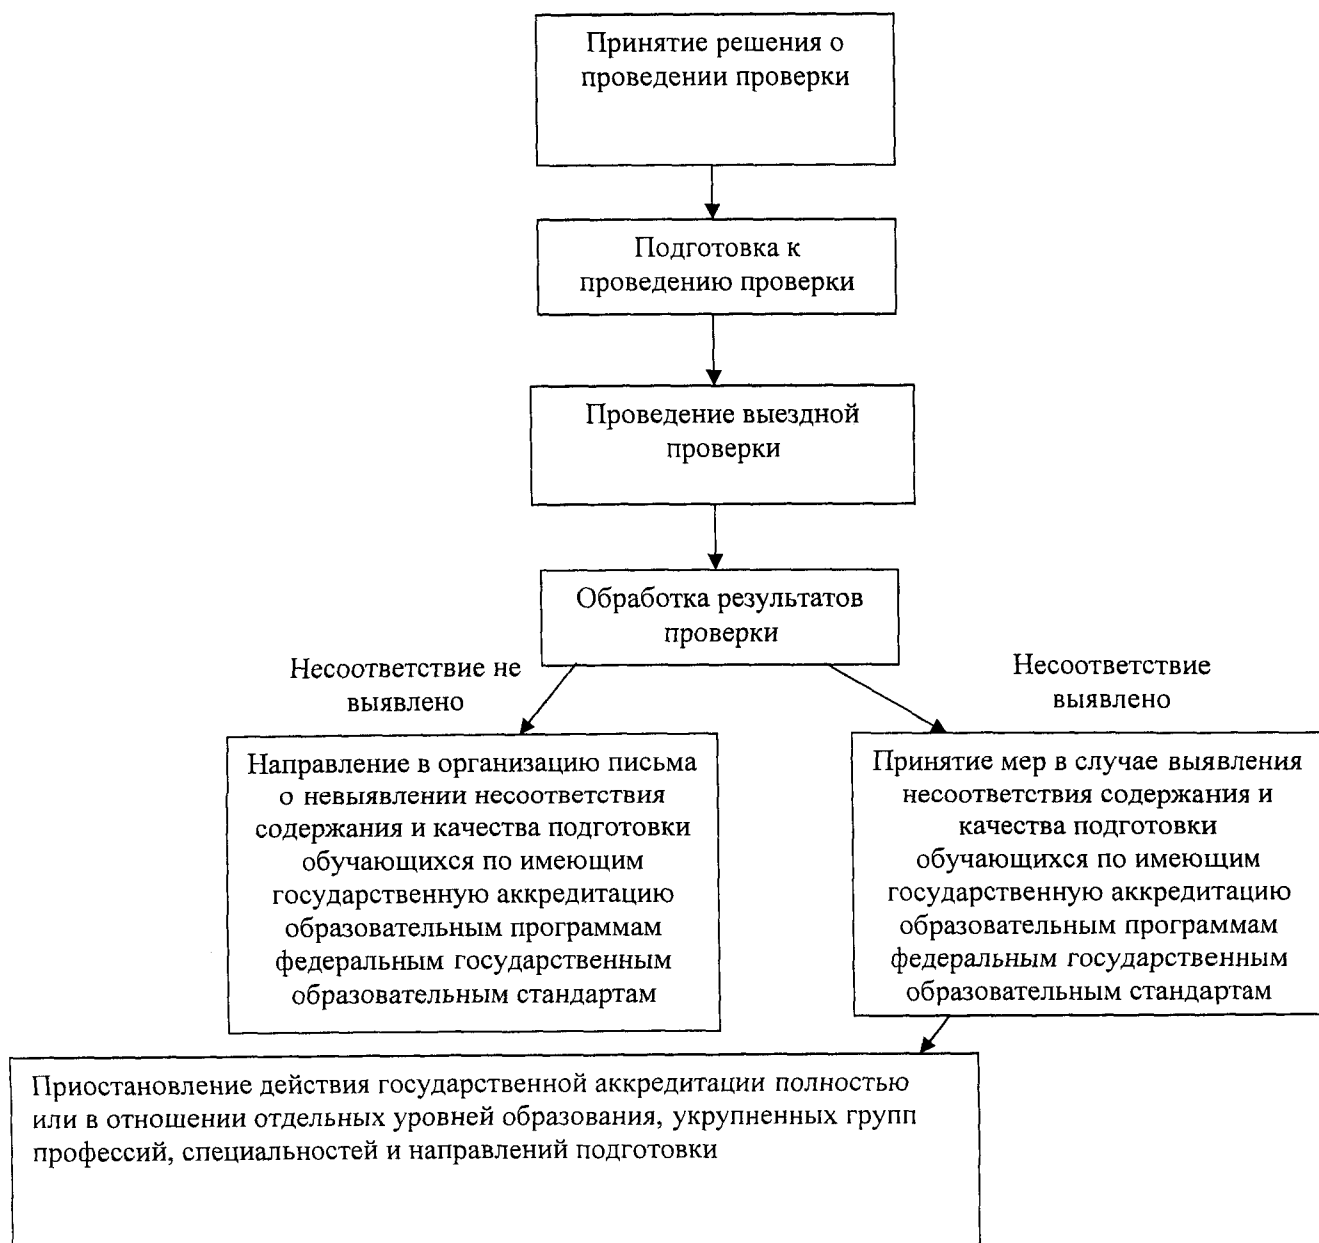 Принятие решения о
проведении проверки
Подготовка к
проведению проверки
Проведение выездной
проверки
Обработка результатов
проверки
Несоответствие не
выявлено
Несоответствие
выявлено
Направление в организацию письма
о невыявлении несоответствия
содержания и качества подготовки
обучающихся по имеющим
государственную аккредитацию
образовательным программам
федеральным государственным
образовательным стандартам
Принятие мер в случае выявления
несоответствия содержания и
качества подготовки
обучающихся по имеющим
государственную аккредитацию
образовательным программам
федеральным государственным
образовательным стандартам
Приостановление действия государственной аккредитации полностью
или в отношении отдельных уровней образования, укрупненных групп
профессий, специальностей и направлений подготовки